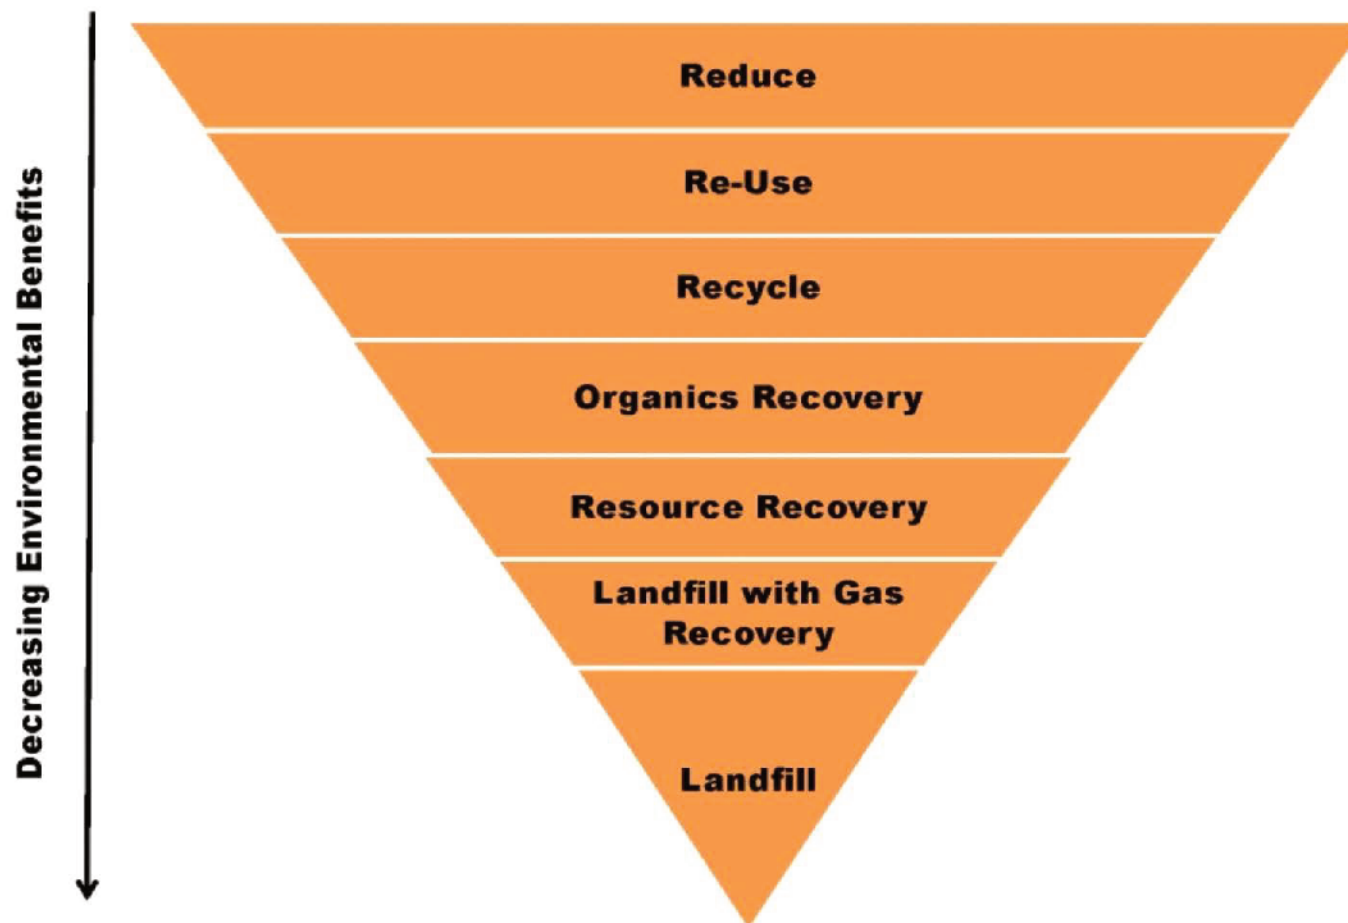 Decreasing Environmental Benefits
Reduce
Re-Use
Recycle
Organics Recovery
Resource Recovery
Landfill with Gas
Recovery
Landfill